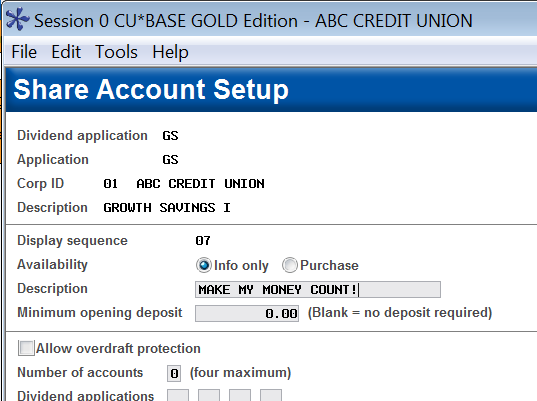 Session 0 CU*BASE GOLD Edition - ABC CREDIT UNION
File Edit Tools Help
Share Account Setup
Dividend application GS
Application GS
Corp ID 01 ABC CREDIT UNION
Description GROWTH SAVINGS I
Display sequence 07
Availability Info only Purchase
Description MAKE MY MONEY COUNT!
Minimum opening deposit 0.00 (Blank = no deposit required)
Allow overdraft protection
Number of accounts 0 (four maximum)
Dividend applications